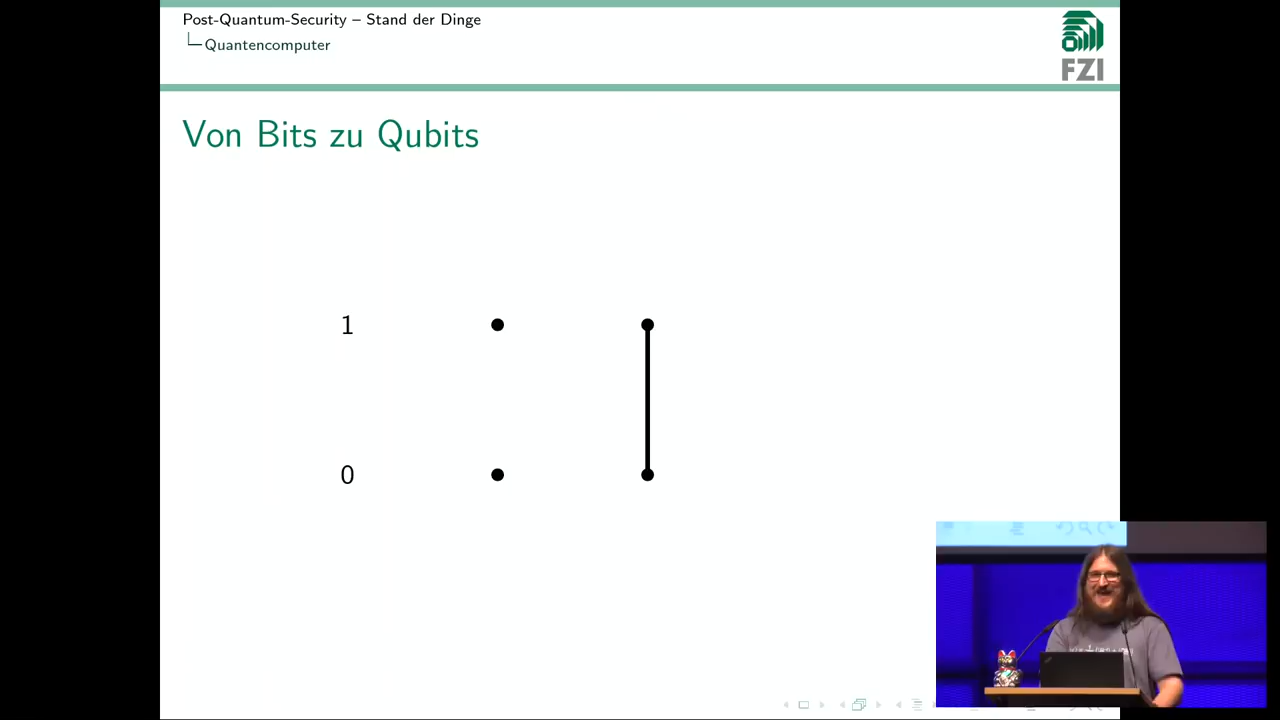 Post-Quantum-Security – Stand der Dinge
Quantencomputer
FZI
Von Bits zu Qubits
1
0